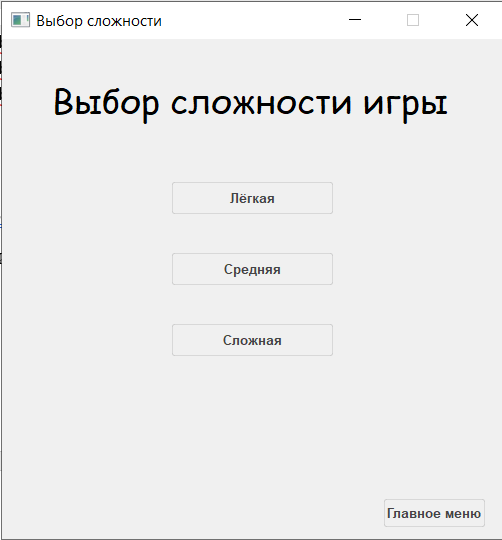 Выбор сложности
Выбор сложности игры
Лёгкая
Средняя
Сложная
Главное меню